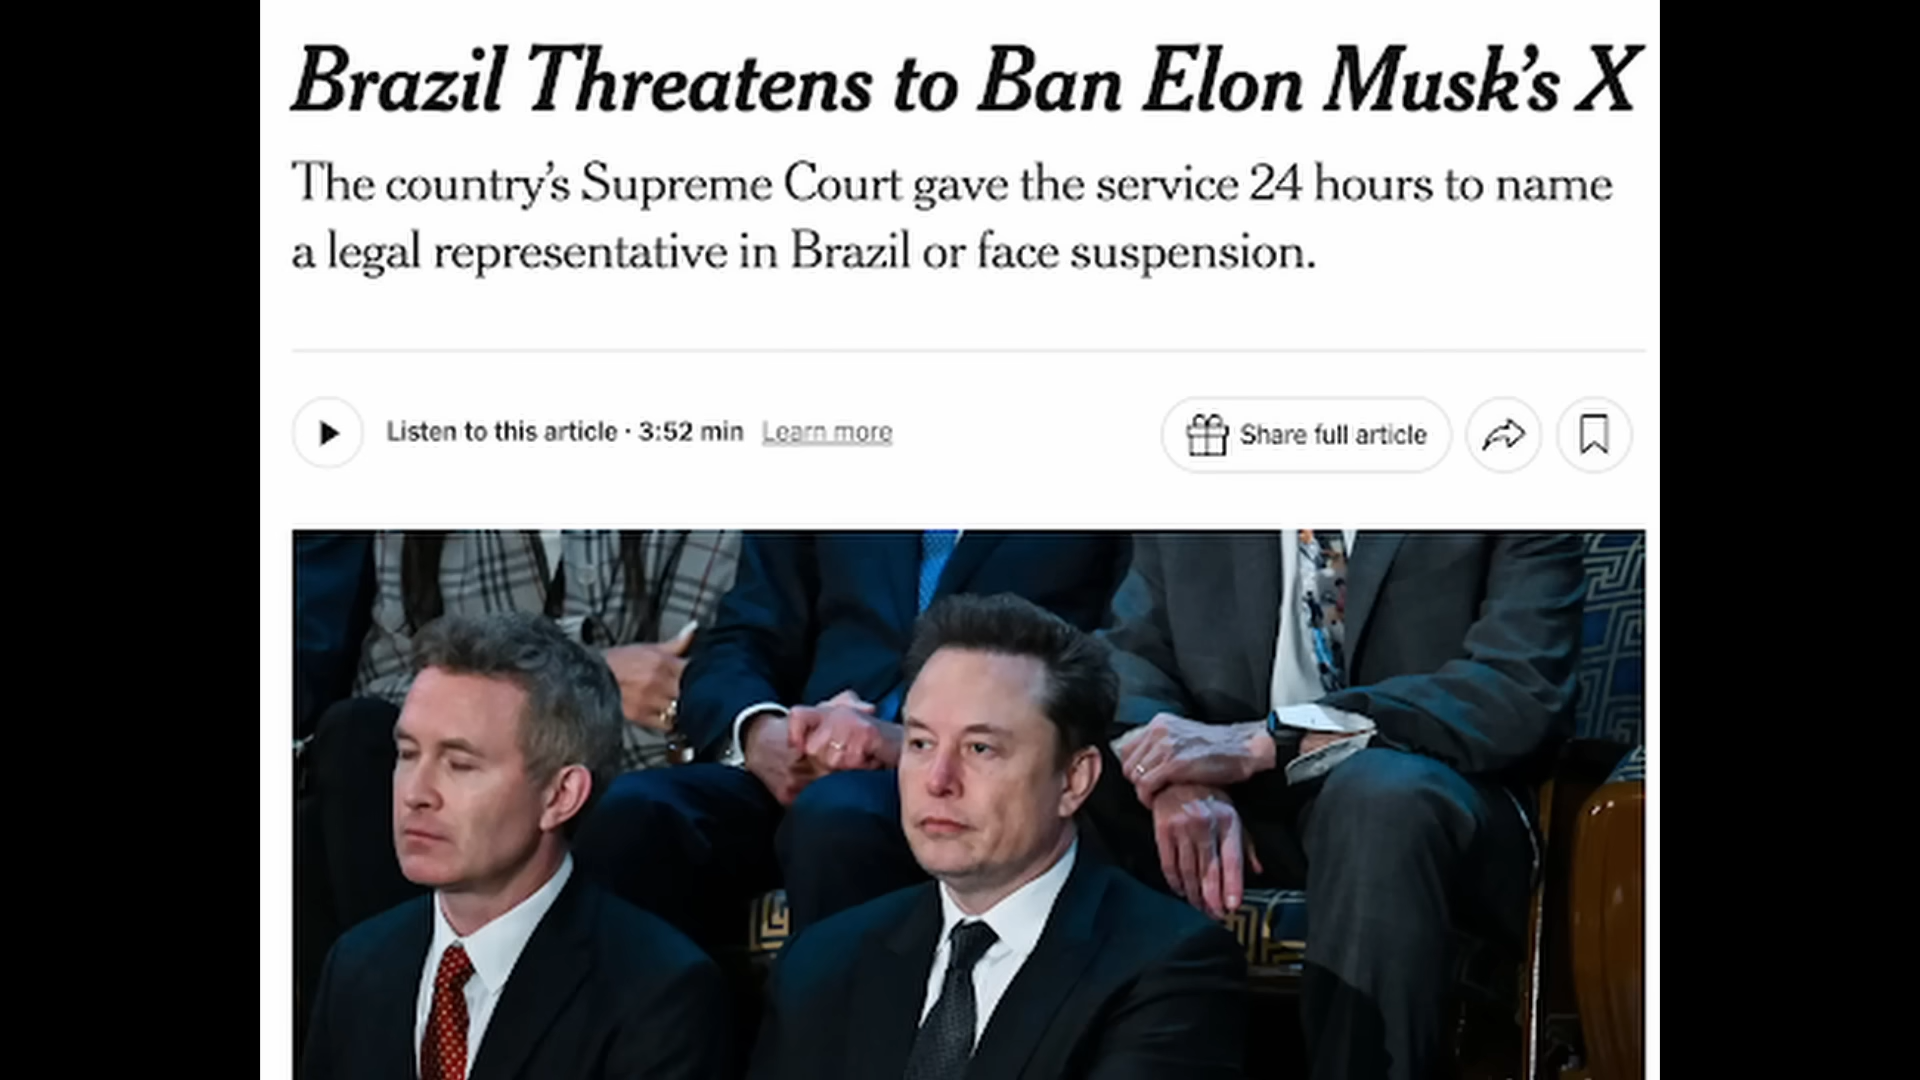 Brazil Threatens to Ban Elon Musk’s X
The country’s Supreme Court gave the service 24 hours to name
a legal representative in Brazil or face suspension.
Listen to this article · 3:52 min Learn more
Share full article